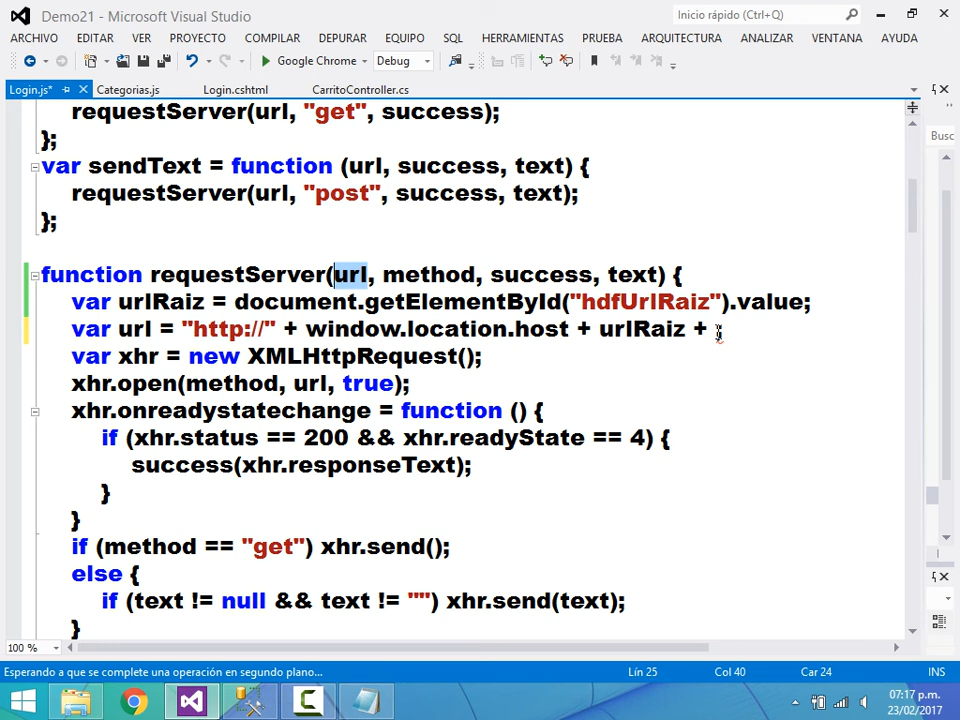 Demo21 - Microsoft Visual Studio
Inicio rápido (Ctrl+Q)
ARCHIVO EDITAR VER PROYECTO COMPILAR DEPURAR EQUIPO SQL HERRAMIENTAS PRUEBA ARQUITECTURA ANALIZAR VENTANA AYUDA
Google Chrome Debug
Login.js* Categorias.js Login.cshtml CarritoController.cs
Busc
requestServer(url, "get", success);
};
var sendText = function (url, success, text) {
requestServer(url, "post", success, text);
};
function requestServer(url, method, success, text) {
var urlRaiz = document.getElementById("hdfUrlRaiz").value;
var url = "http://" + window.location.host + urlRaiz + ;
var xhr = new XMLHttpRequest();
xhr.open(method, url, true);
xhr.onreadystatechange = function () {
if (xhr.status == 200 && xhr.readyState == 4) {
success(xhr.responseText);
}
}
if (method == "get") xhr.send();
else {
if (text != null && text != "") xhr.send(text);
}
100 %
Esperando a que se complete una operación en segundo plano... Lín 25 Col 40 Car 24 INS
07:17 p.m.
23/02/2017